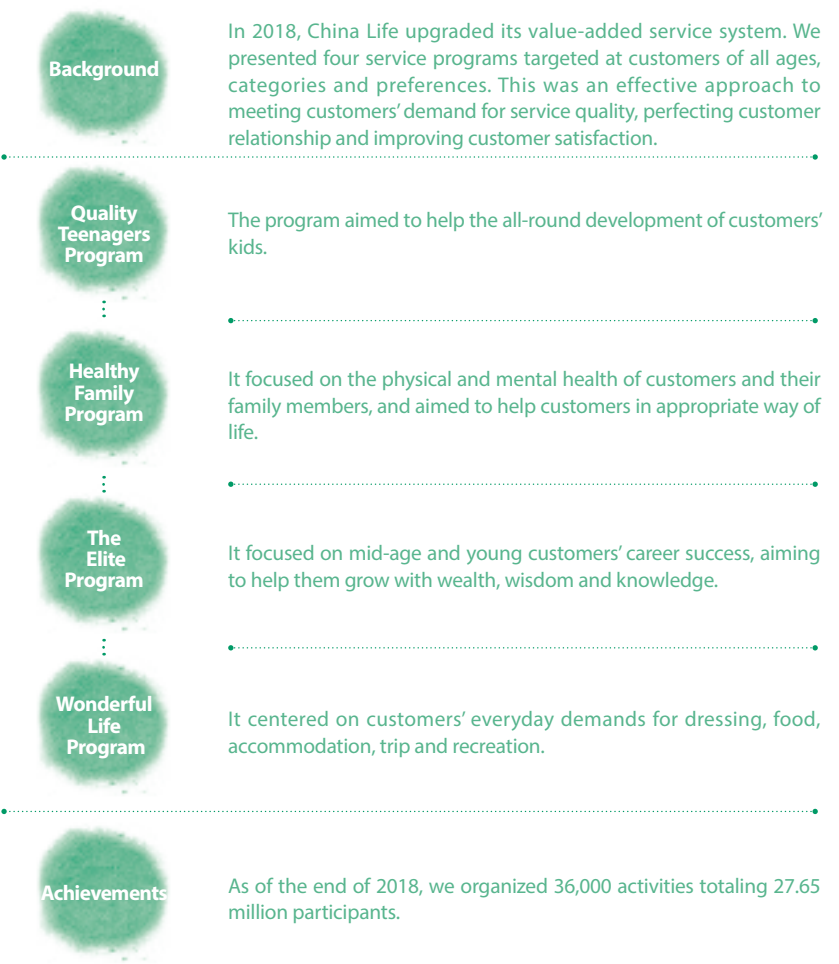 Background
In 2018, China Life upgraded its value-added service system. We
presented four service programs targeted at customers of all ages,
categories and preferences. This was an effective approach to
meeting customers’ demand for service quality, perfecting customer
relationship and improving customer satisfaction.
Quality
Teenagers
Program
The program aimed to help the all-round development of customers’
kids.
Healthy
Family
Program
It focused on the physical and mental health of customers and their
family members, and aimed to help customers in appropriate way of
life.
The
Elite
Program
It focused on mid-age and young customers’ career success, aiming
to help them grow with wealth, wisdom and knowledge.
Wonderful
Life
Program
It centered on customers’ everyday demands for dressing, food,
accommodation, trip and recreation.
Achievements
As of the end of 2018, we organized 36,000 activities totaling 27.65
million participants.